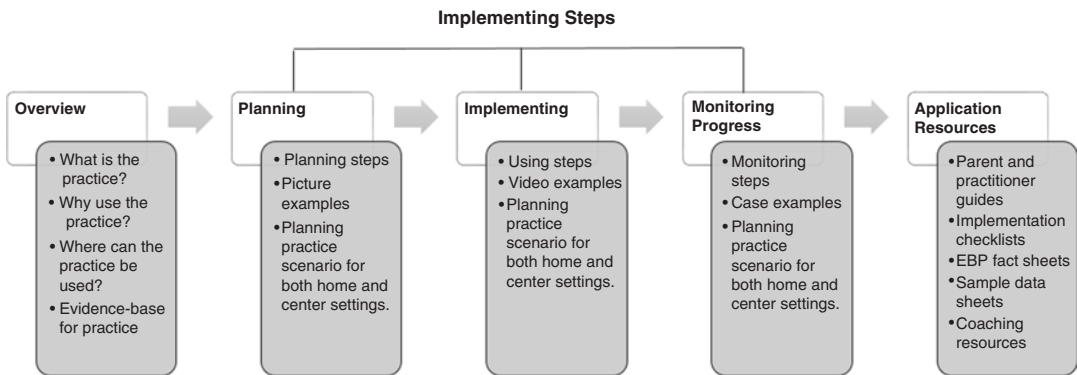 Implementing Steps
Overview
• What is the
practice?
• Why use the
practice?
• Where can the
practice be
used?
• Evidence-base
for practice
Planning
• Planning steps
• Picture
examples
• Planning
practice
scenario for
both home and
center settings.
Implementing
• Using steps
• Video examples
• Planning
practice
scenario for
both home and
center settings.
Monitoring
Progress
• Monitoring
steps
• Case examples
• Planning
practice
scenario for
both home and
center settings.
Application
Resources
• Parent and
practitioner
guides
• Implementation
checklists
• EBP fact sheets
• Sample data
sheets
• Coaching
resources